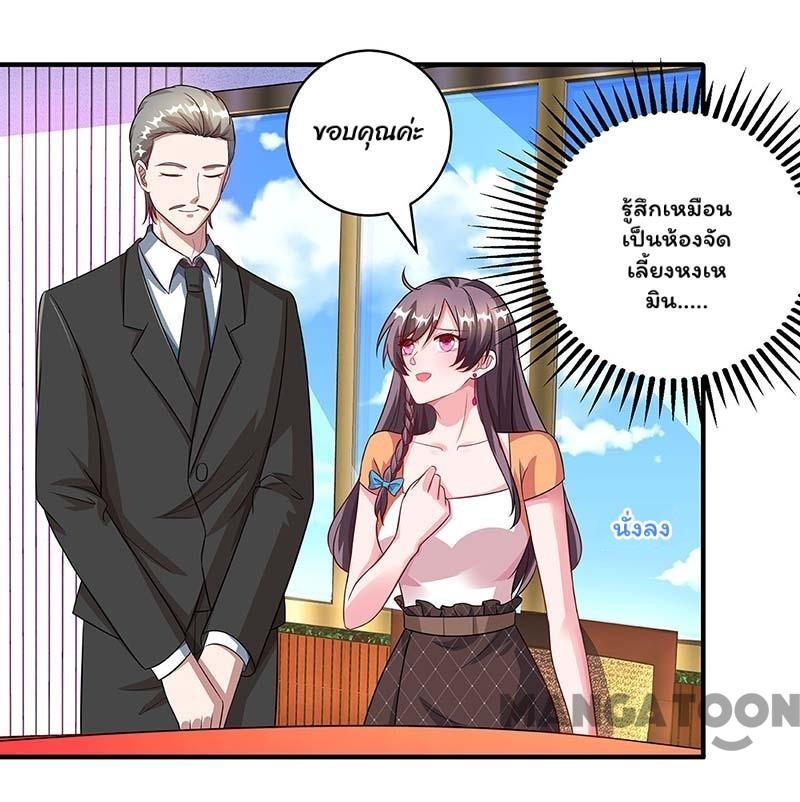 ขอบคุณค่ะ
รู้สึกเหมือน
เป็นห้องจัด
เลี้ยงหงเห
มิน.....
นั่งลง
MANGATOON